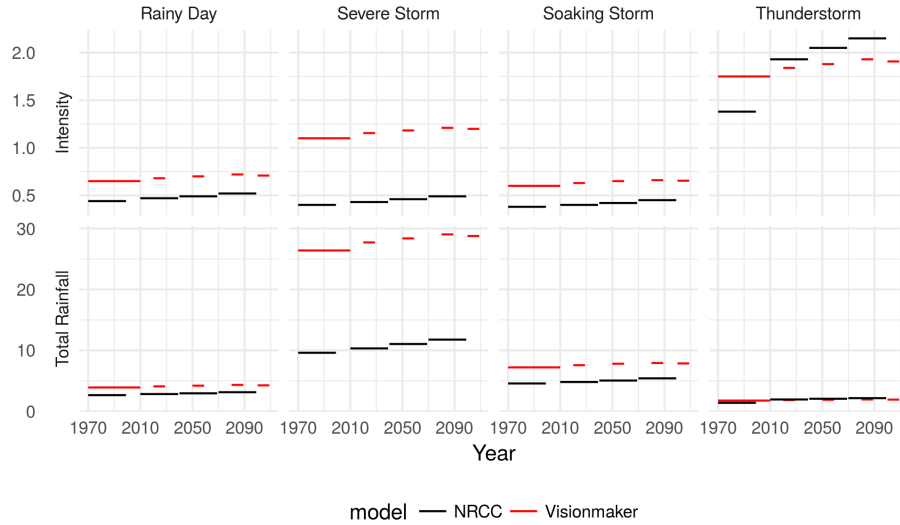 Rainy Day Severe Storm Soaking Storm Thunderstorm
Intensity
2.0
1.5
1.0
0.5
Total Rainfall
30
20
10
0
1970 2010 2050 2090 1970 2010 2050 2090 1970 2010 2050 2090 1970 2010 2050 2090
Year
model NRCC Visionmaker